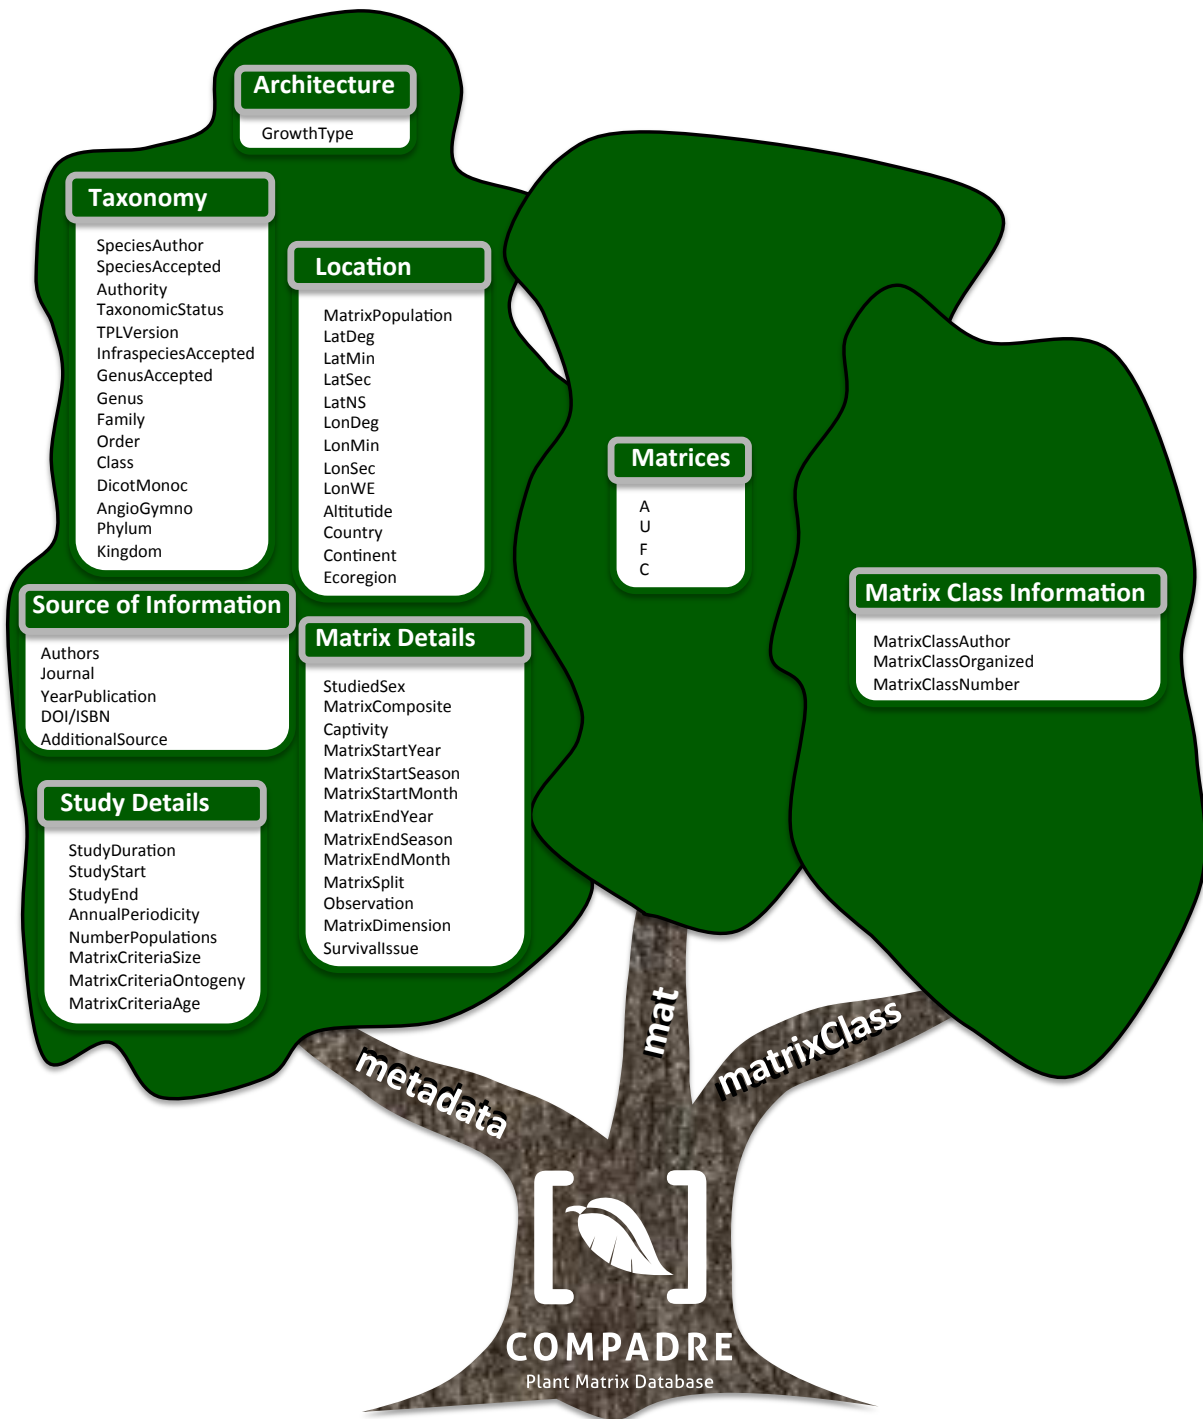 Architecture
GrowthType
Taxonomy
SpeciesAuthor
SpeciesAccepted
Authority
TaxonomicStatus
TPLVersion
InfraspeciesAccepted
GenusAccepted
Genus
Family
Order
Class
DicotMonoc
AngioGymno
Phylum
Kingdom
Location
MatrixPopulation
LatDeg
LatMin
LatSec
LatNS
LonDeg
LonMin
LonSec
LonWE
Altitutide
Country
Continent
Ecoregion
Source of Information
Authors
Journal
YearPublication
DOI/ISBN
AdditionalSource
Matrix Details
StudiedSex
MatrixComposite
Captivity
MatrixStartYear
MatrixStartSeason
MatrixStartMonth
MatrixEndYear
MatrixEndSeason
MatrixEndMonth
MatrixSplit
Observation
MatrixDimension
SurvivalIssue
Study Details
StudyDuration
StudyStart
StudyEnd
AnnualPeriodicity
NumberPopulations
MatrixCriteriaSize
MatrixCriteriaOntogeny
MatrixCriteriaAge
Matrices
A
U
F
C
Matrix Class Information
MatrixClassAuthor
MatrixClassOrganized
MatrixClassNumber
metadata
mat
matrixClass
COMPADRE
Plant Matrix Database